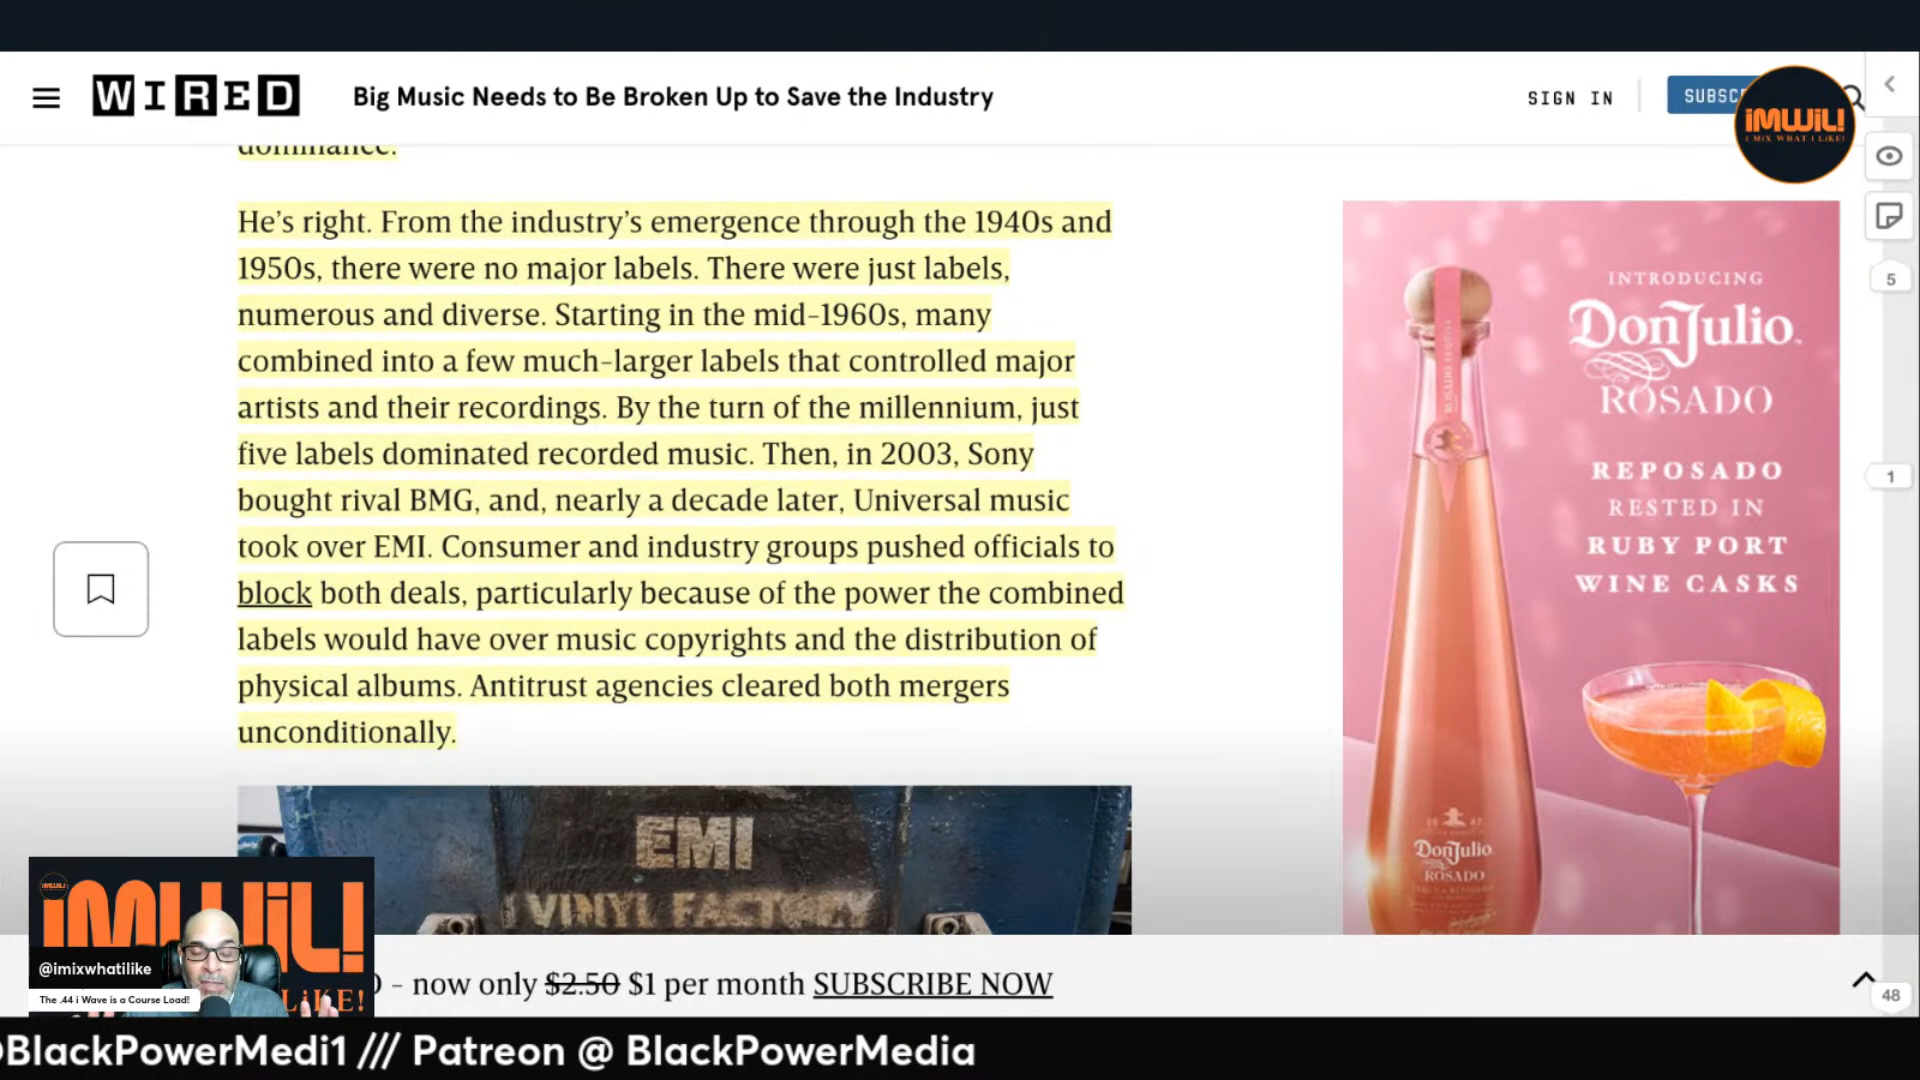 WIRED
Big Music Needs to Be Broken Up to Save the Industry
SIGN IN
SUBSC
iMWiL!
I MiX WHAT I LiKE!
dominance.
He's right. From the industry's emergence through the 1940s and
1950s, there were no major labels. There were just labels,
numerous and diverse. Starting in the mid-1960s, many
combined into a few much-larger labels that controlled major
artists and their recordings. By the turn of the millennium, just
five labels dominated recorded music. Then, in 2003, Sony
bought rival BMG, and, nearly a decade later, Universal music
took over EMI. Consumer and industry groups pushed officials to
block both deals, particularly because of the power the combined
labels would have over music copyrights and the distribution of
physical albums. Antitrust agencies cleared both mergers
unconditionally.
INTRODUCING
Don Julio
ROSADO
REPOSADO
RESTED IN
RUBY PORT
WINE CASKS
Don Julio
ROSADO
5
1
48
EMI
VINYL FACTORY
iMWiL!
@imixwhatilike
The .44 i Wave is a Course Load!
LiKE!
– now only $2.50 $1 per month SUBSCRIBE NOW
@BlackPowerMedi1 /// Patreon @ BlackPowerMedia